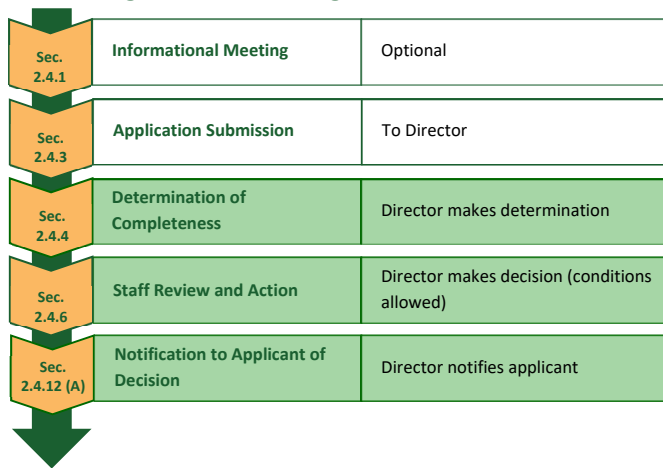 Sec.
2.4.1
Informational Meeting
Optional
Sec.
2.4.3
Application Submission
To Director
Sec.
2.4.4
Determination of
Completeness
Director makes determination
Sec.
2.4.6
Staff Review and Action
Director makes decision (conditions
allowed)
Sec.
2.4.12 (A)
Notification to Applicant of
Decision
Director notifies applicant